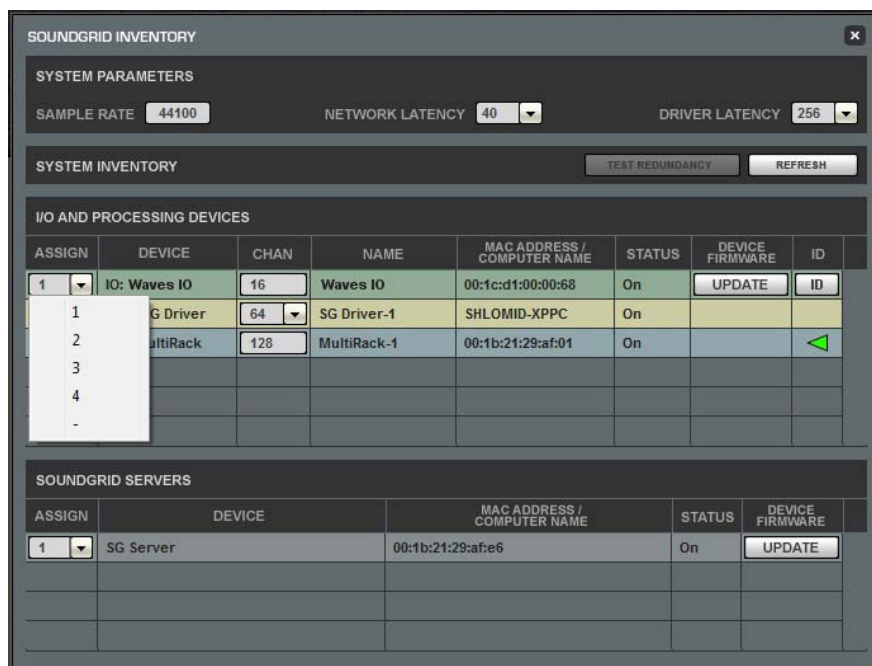 SOUNDGRID INVENTORY
SYSTEM PARAMETERS
SAMPLE RATE 44100 NETWORK LATENCY 40 DRIVER LATENCY 256
SYSTEM INVENTORY TEST REDUNDANCY REFRESH
I/O AND PROCESSING DEVICES
ASSIGN DEVICE CHAN NAME MAC ADDRESS / COMPUTER NAME STATUS DEVICE FIRMWARE ID
1 IO: Waves IO 16 Waves IO 00:1c:d1:00:00:68 On UPDATE ID
G Driver 64 SG Driver-1 SHLOMID-XPPC On
ultiRack 128 MultiRack-1 00:1b:21:29:af:01 On
1
2
3
4
-
SOUNDGRID SERVERS
ASSIGN DEVICE MAC ADDRESS / COMPUTER NAME STATUS DEVICE FIRMWARE
1 SG Server 00:1b:21:29:af:e6 On UPDATE